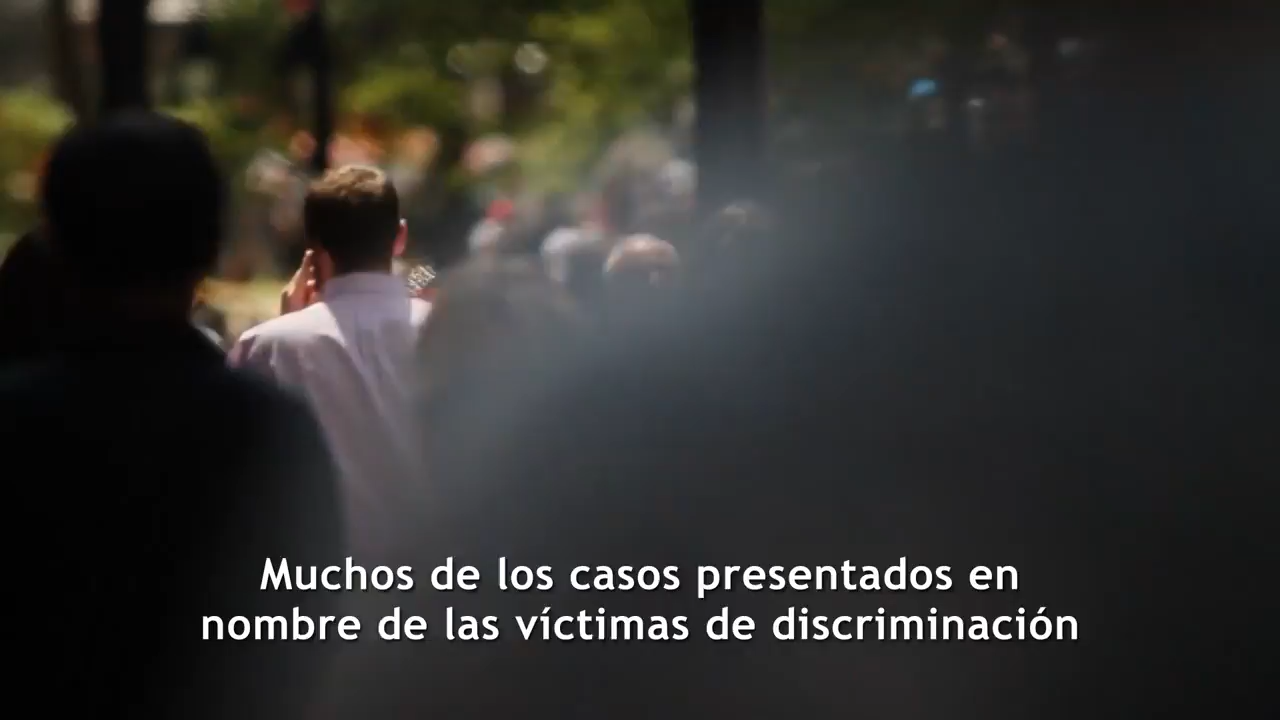 Muchos de los casos presentados en
nombre de las víctimas de discriminación